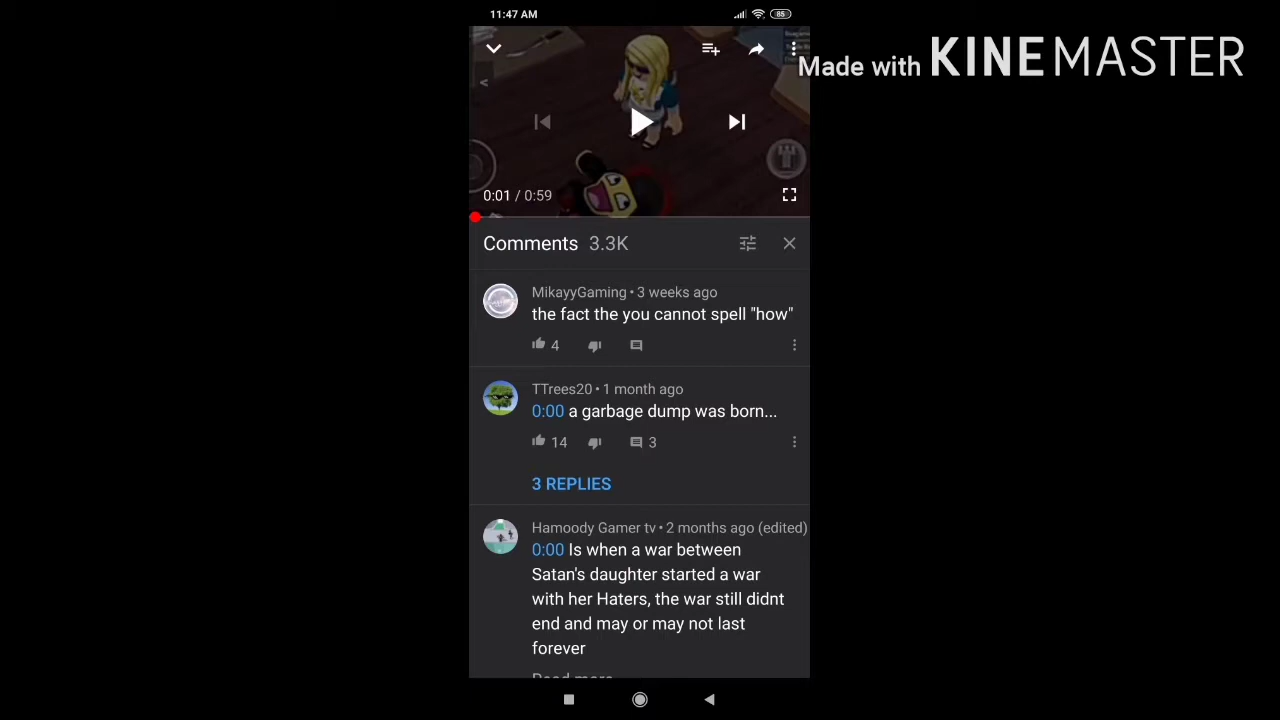 11:47 AM
85
Made with KINEMASTER
<
0:01 / 0:59
Comments 3.3K
MikayyGaming • 3 weeks ago
the fact the you cannot spell "how"
4
TTrees20 • 1 month ago
0:00 a garbage dump was born...
14 3
3 REPLIES
Hamoody Gamer tv • 2 months ago (edited)
0:00 Is when a war between
Satan's daughter started a war
with her Haters, the war still didnt
end and may or may not last
forever
Read more